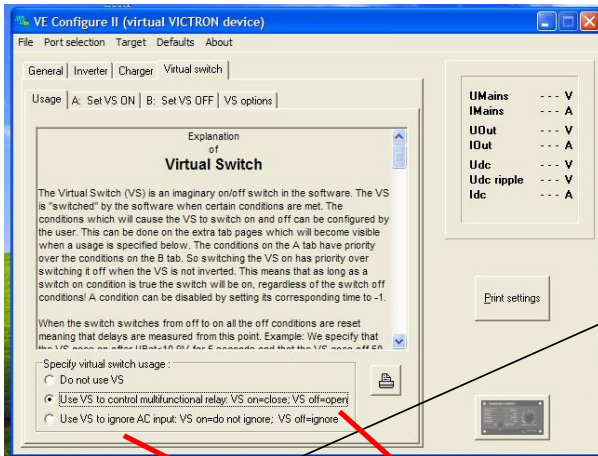 VE Configure II (virtual VICTRON device)
File Port selection Target Defaults About
General Inverter Charger Virtual switch
Usage A: Set VS ON B: Set VS OFF VS options
Explanation
of
Virtual Switch
The Virtual Switch (VS) is an imaginary on/off switch in the software. The VS
is "switched" by the software when certain conditions are met. The
conditions which will cause the VS to switch on and off can be configured by
the user. This can be done on the extra tab pages which will become visible
when a usage is specified below. The conditions on the A tab have priority
over the conditions on the B tab. So switching the VS on has priority over
switching it off when the VS is not inverted. This means that as long as a
switch on condition is true the switch will be on, regardless of the switch off
conditions! A condition can be disabled by setting its corresponding time to -1.
When the switch switches from off to on all the off conditions are reset
meaning that delays are measured from this point. Example: We specify that
Specify virtual switch usage :
Do not use VS
Use VS to control multifunctional relay: VS on=close; VS off=open
Use VS to ignore AC input: VS on=do not ignore; VS off=ignore
UMains --- V
IMains --- A
UOut --- V
IOut --- A
Udc --- V
Udc ripple --- V
Idc --- A
Print settings